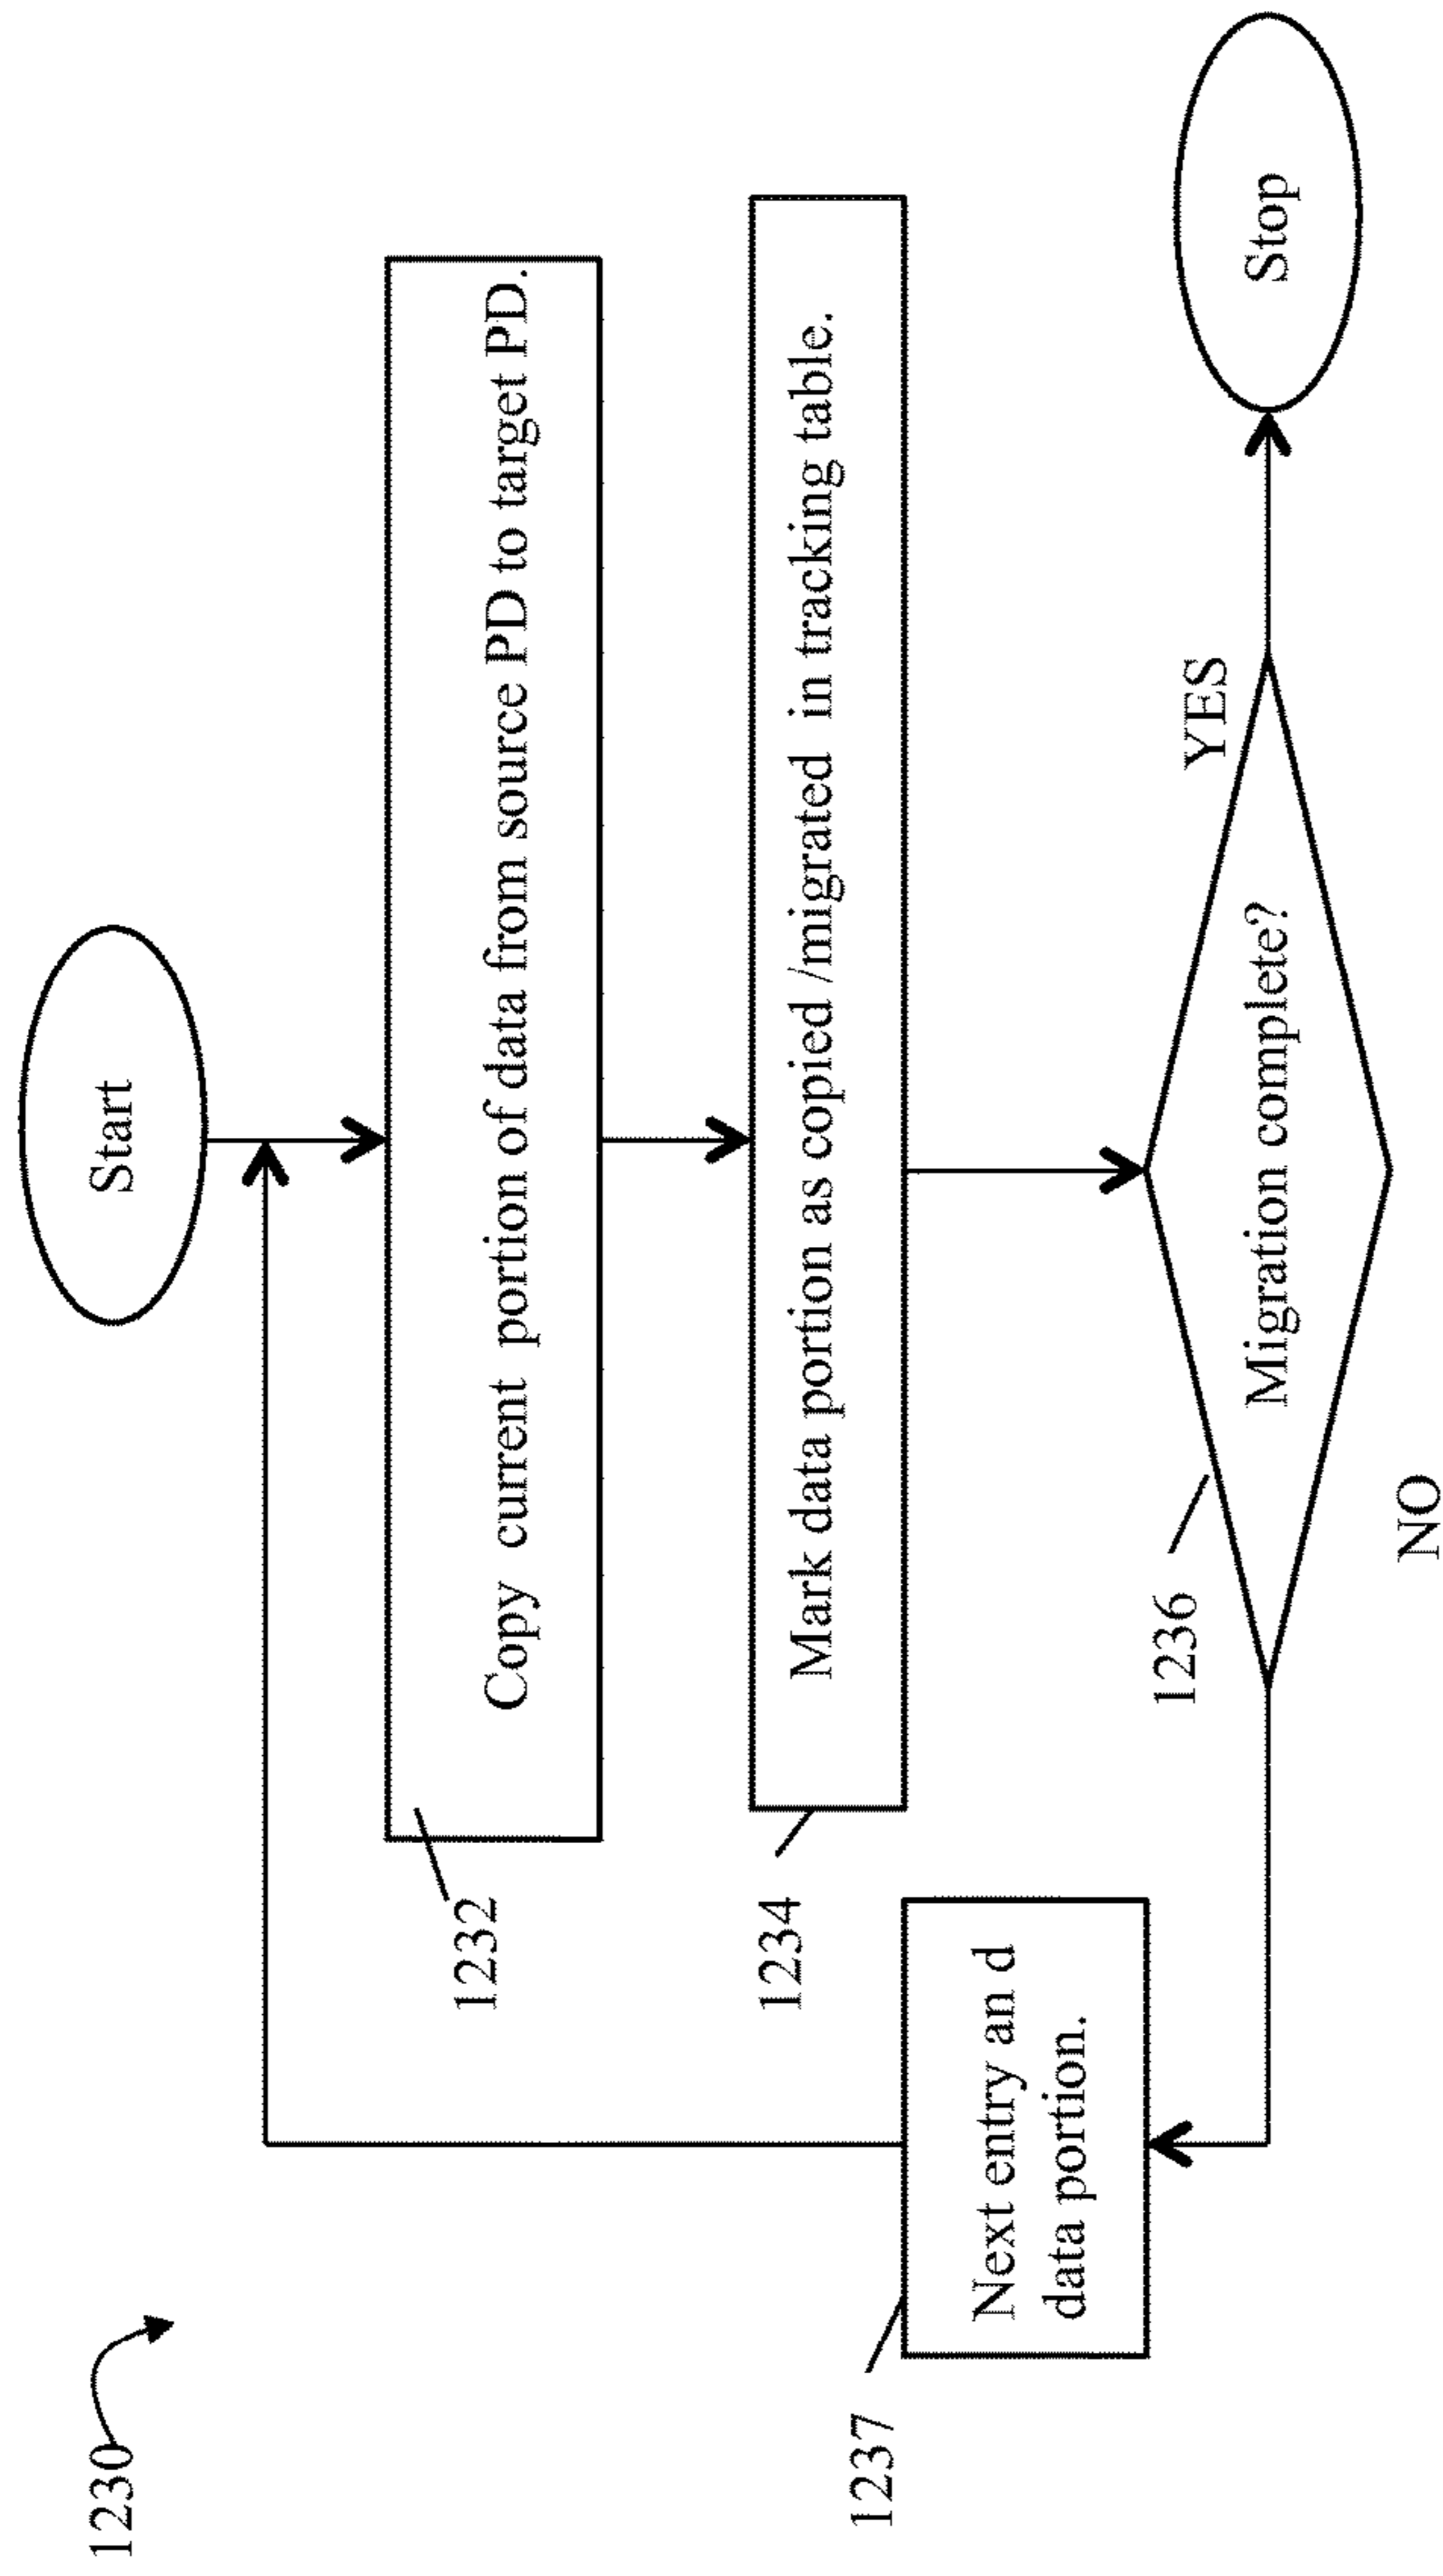 1230
Start
1232
Copy current portion of data from source PD to target PD.
1234
Mark data portion as copied /migrated in tracking table.
1237
Next entry an d
data portion.
1236
Migration complete?
YES
Stop
NO